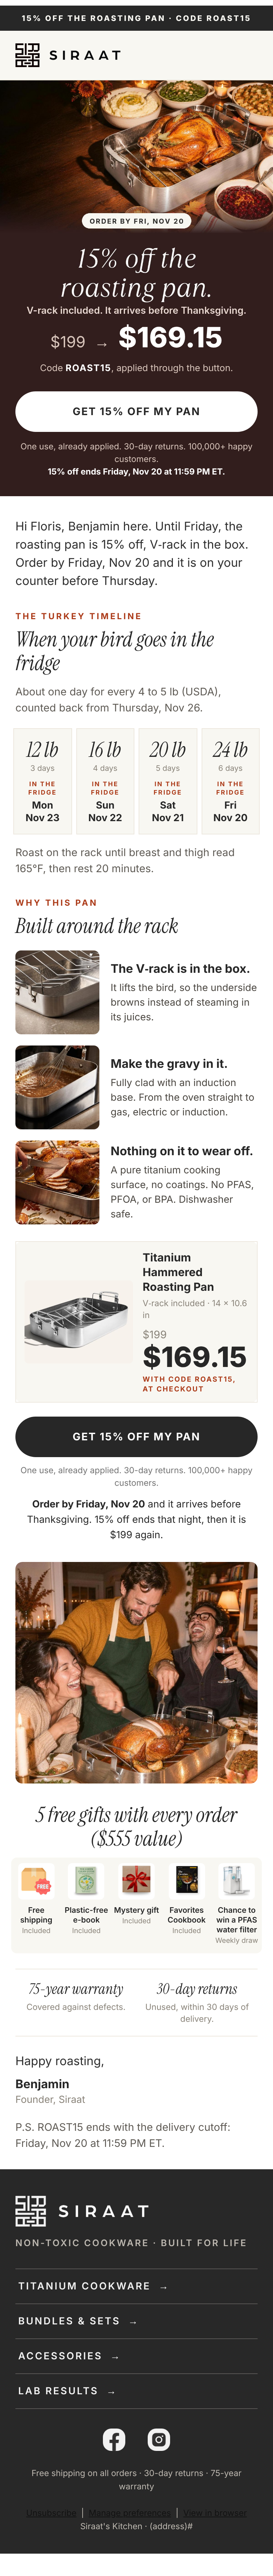 15% OFF THE ROASTING PAN · CODE ROAST15
SIRAAT
ORDER BY FRI, NOV 20
15% off the
roasting pan.
V-rack included. It arrives before Thanksgiving.
$199 → $169.15
Code ROAST15, applied through the button.
GET 15% OFF MY PAN
One use, already applied. 30-day returns. 100,000+ happy
customers.
15% off ends Friday, Nov 20 at 11:59 PM ET.
Hi Floris, Benjamin here. Until Friday, the
roasting pan is 15% off, V-rack in the box.
Order by Friday, Nov 20 and it is on your
counter before Thursday.
THE TURKEY TIMELINE
When your bird goes in the
fridge
About one day for every 4 to 5 lb (USDA),
counted back from Thursday, Nov 26.
12 lb
3 days
IN THE
FRIDGE
Mon
Nov 23
16 lb
4 days
IN THE
FRIDGE
Sun
Nov 22
20 lb
5 days
IN THE
FRIDGE
Sat
Nov 21
24 lb
6 days
IN THE
FRIDGE
Fri
Nov 20
Roast on the rack until breast and thigh read
165°F, then rest 20 minutes.
WHY THIS PAN
Built around the rack
The V-rack is in the box.
It lifts the bird, so the underside
browns instead of steaming in
its juices.
Make the gravy in it.
Fully clad with an induction
base. From the oven straight to
gas, electric or induction.
Nothing on it to wear off.
A pure titanium cooking
surface, no coatings. No PFAS,
PFOA, or BPA. Dishwasher
safe.
Titanium
Hammered
Roasting Pan
V-rack included · 14 × 10.6
in
$199
$169.15
WITH CODE ROAST15,
AT CHECKOUT
GET 15% OFF MY PAN
One use, already applied. 30-day returns. 100,000+ happy
customers.
Order by Friday, Nov 20 and it arrives before
Thanksgiving. 15% off ends that night, then it is
$199 again.
5 free gifts with every order
($555 value)
FREE
Free
shipping
Included
Plastic-free
e-book
Included
Mystery gift
Included
Favorites
Cookbook
Included
Chance to
win a PFAS
water filter
Weekly draw
75-year warranty
Covered against defects.
30-day returns
Unused, within 30 days of
delivery.
Happy roasting,
Benjamin
Founder, Siraat
P.S. ROAST15 ends with the delivery cutoff:
Friday, Nov 20 at 11:59 PM ET.
SIRAAT
NON-TOXIC COOKWARE · BUILT FOR LIFE
TITANIUM COOKWARE →
BUNDLES & SETS →
ACCESSORIES →
LAB RESULTS →
Free shipping on all orders · 30-day returns · 75-year
warranty
Unsubscribe | Manage preferences | View in browser
Siraat's Kitchen · (address)#